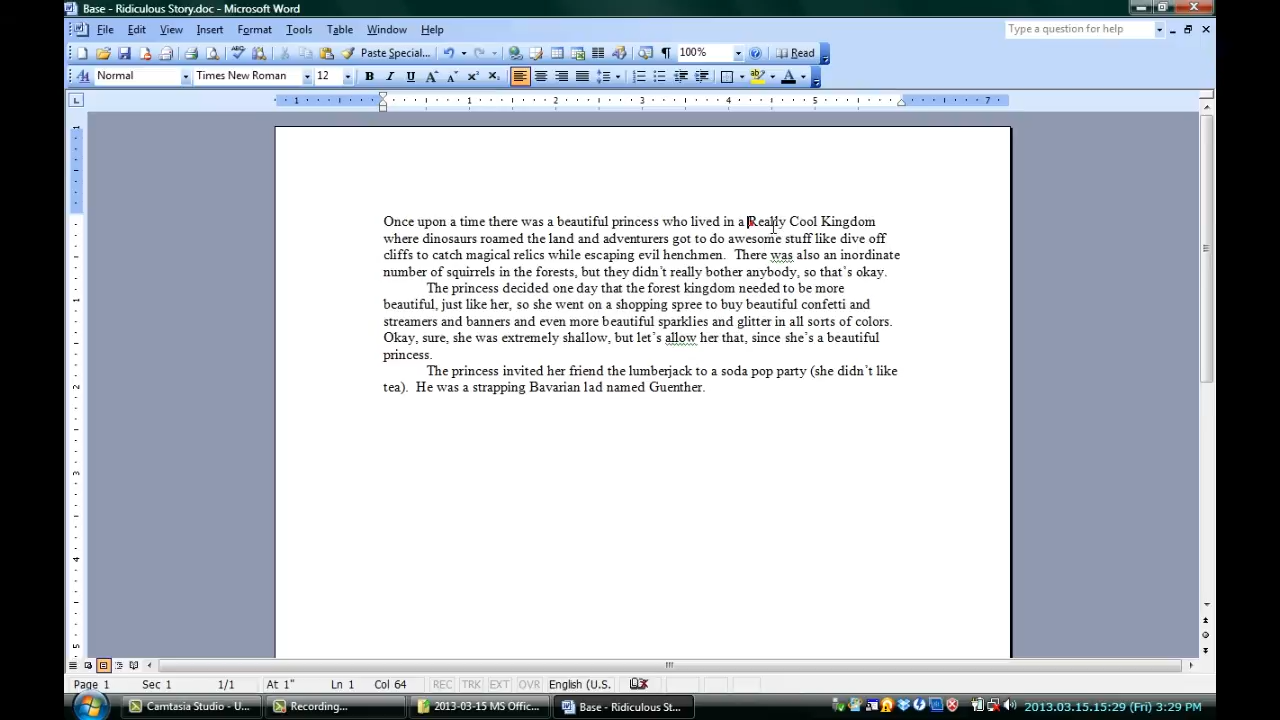 Base - Ridiculous Story.doc - Microsoft Word
File Edit View Insert Format Tools Table Window Help
Type a question for help
Paste Special...
100%
Read
Normal
Times New Roman
12
1 1 2 3 4 5 7
Once upon a time there was a beautiful princess who lived in a Really Cool Kingdom
where dinosaurs roamed the land and adventurers got to do awesome stuff like dive off
cliffs to catch magical relics while escaping evil henchmen.  There was also an inordinate
number of squirrels in the forests, but they didn't really bother anybody, so that's okay.
The princess decided one day that the forest kingdom needed to be more
beautiful, just like her, so she went on a shopping spree to buy beautiful confetti and
streamers and banners and even more beautiful sparklies and glitter in all sorts of colors.
Okay, sure, she was extremely shallow, but let's allow her that, since she's a beautiful
princess.
The princess invited her friend the lumberjack to a soda pop party (she didn't like
tea).  He was a strapping Bavarian lad named Guenther.
Page 1 Sec 1 1/1 At 1" Ln 1 Col 64 REC TRK EXT OVR English (U.S.
Camtasia Studio - U... Recording... 2013-03-15 MS Offic... Base - Ridiculous St... 2013.03.15.15:29 (Fri) 3:29 PM